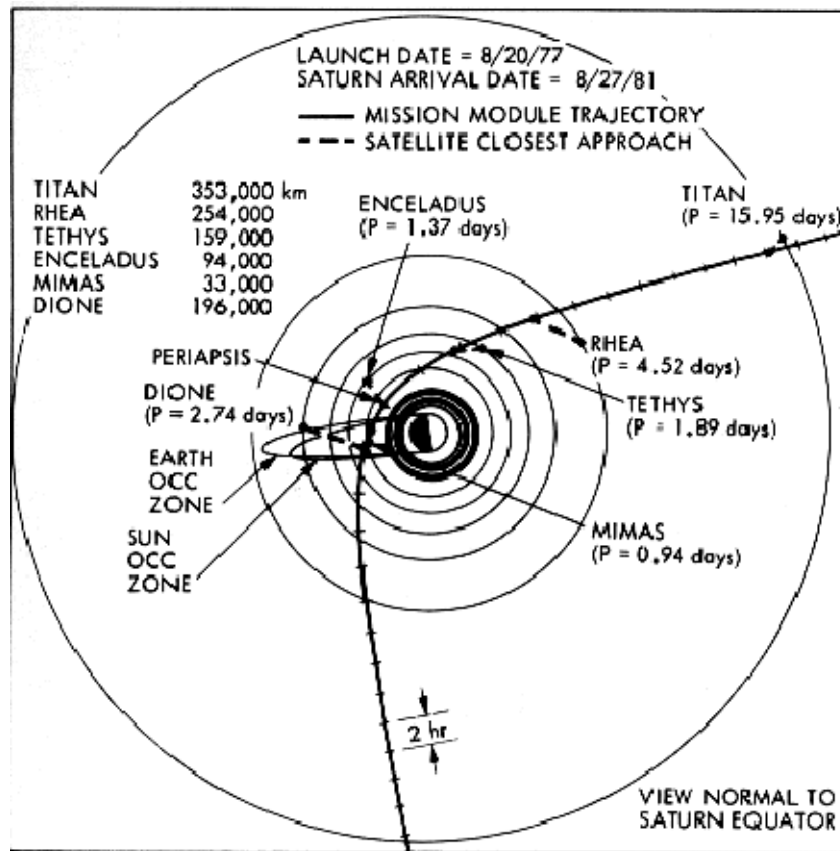 LAUNCH DATE = 8/20/77
SATURN ARRIVAL DATE = 8/27/81
MISSION MODULE TRAJECTORY
SATELLITE CLOSEST APPROACH
TITAN 353,000 km
RHEA 254,000
TETHYS 159,000
ENCELADUS 94,000
MIMAS 33,000
DIONE 196,000
ENCELADUS
(P = 1.37 days)
TITAN
(P = 15.95 days)
PERIAPSIS
DIONE
(P = 2.74 days)
RHEA
(P = 4.52 days)
TETHYS
(P = 1.89 days)
EARTH
OCC
ZONE
SUN
OCC
ZONE
MIMAS
(P = 0.94 days)
2 hr
VIEW NORMAL TO
SATURN EQUATOR